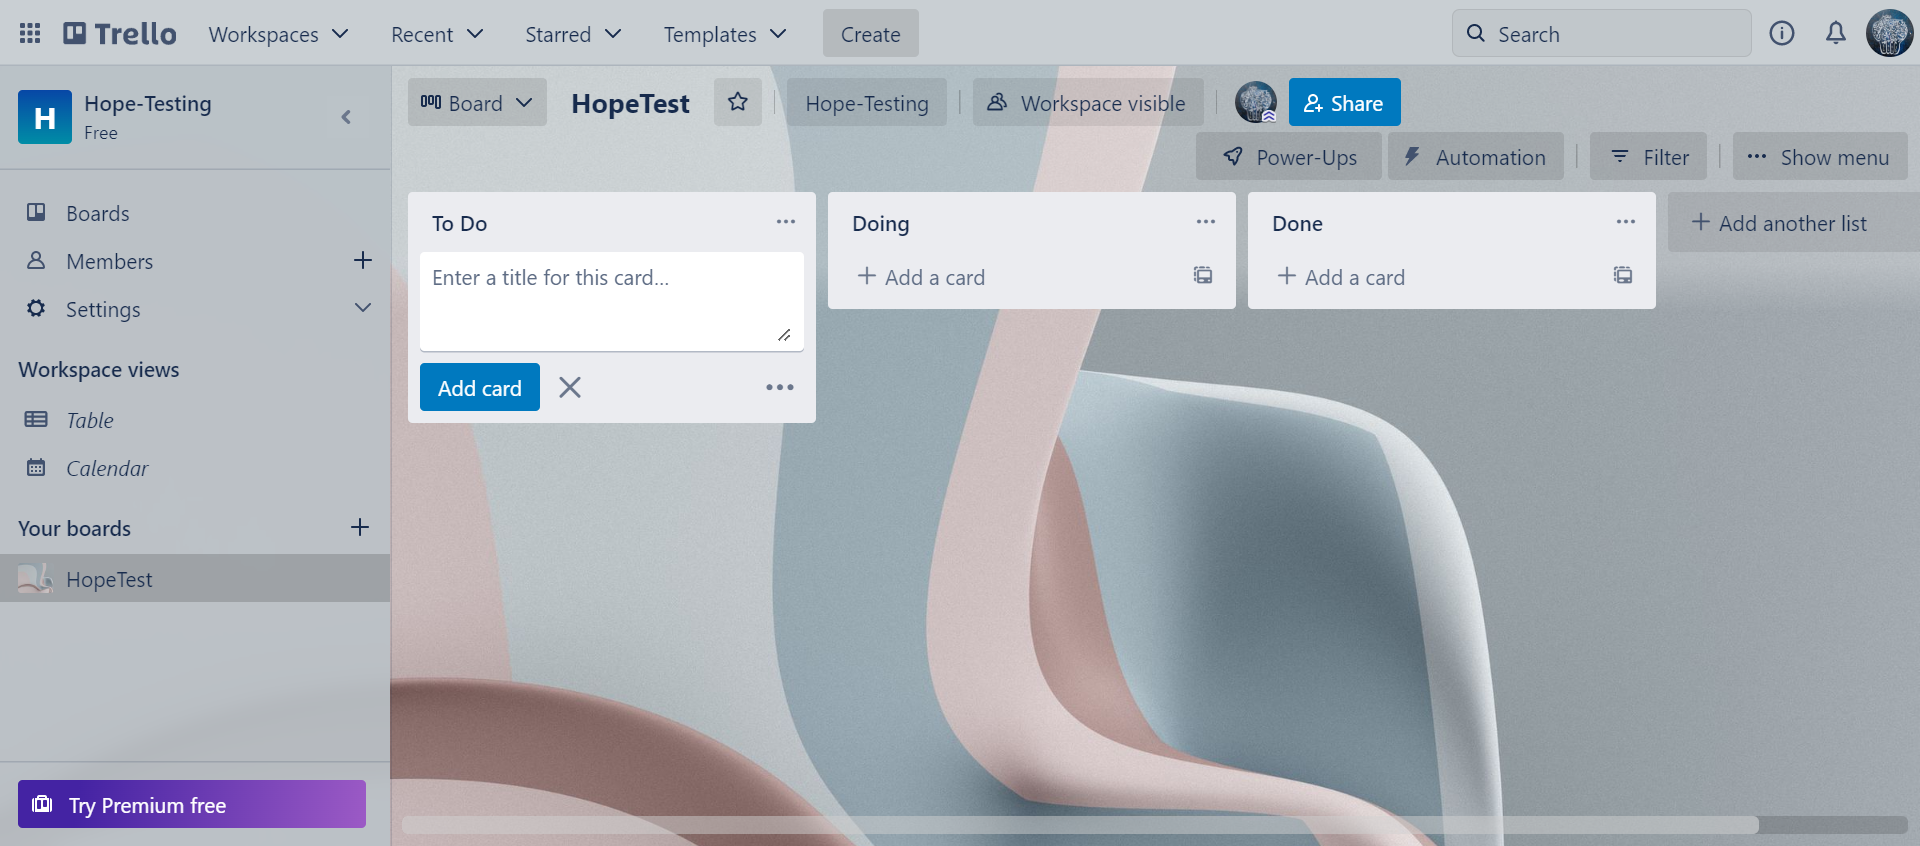 Trello
Workspaces
Recent
Starred
Templates
Create
Search
H
Hope-Testing
Free
Board
HopeTest
Hope-Testing
Workspace visible
Share
Power-Ups
Automation
Filter
Show menu
Boards
Members
Settings
Workspace views
Table
Calendar
Your boards
HopeTest
Try Premium free
To Do
Enter a title for this card...
Add card
Doing
Add a card
Done
Add a card
Add another list